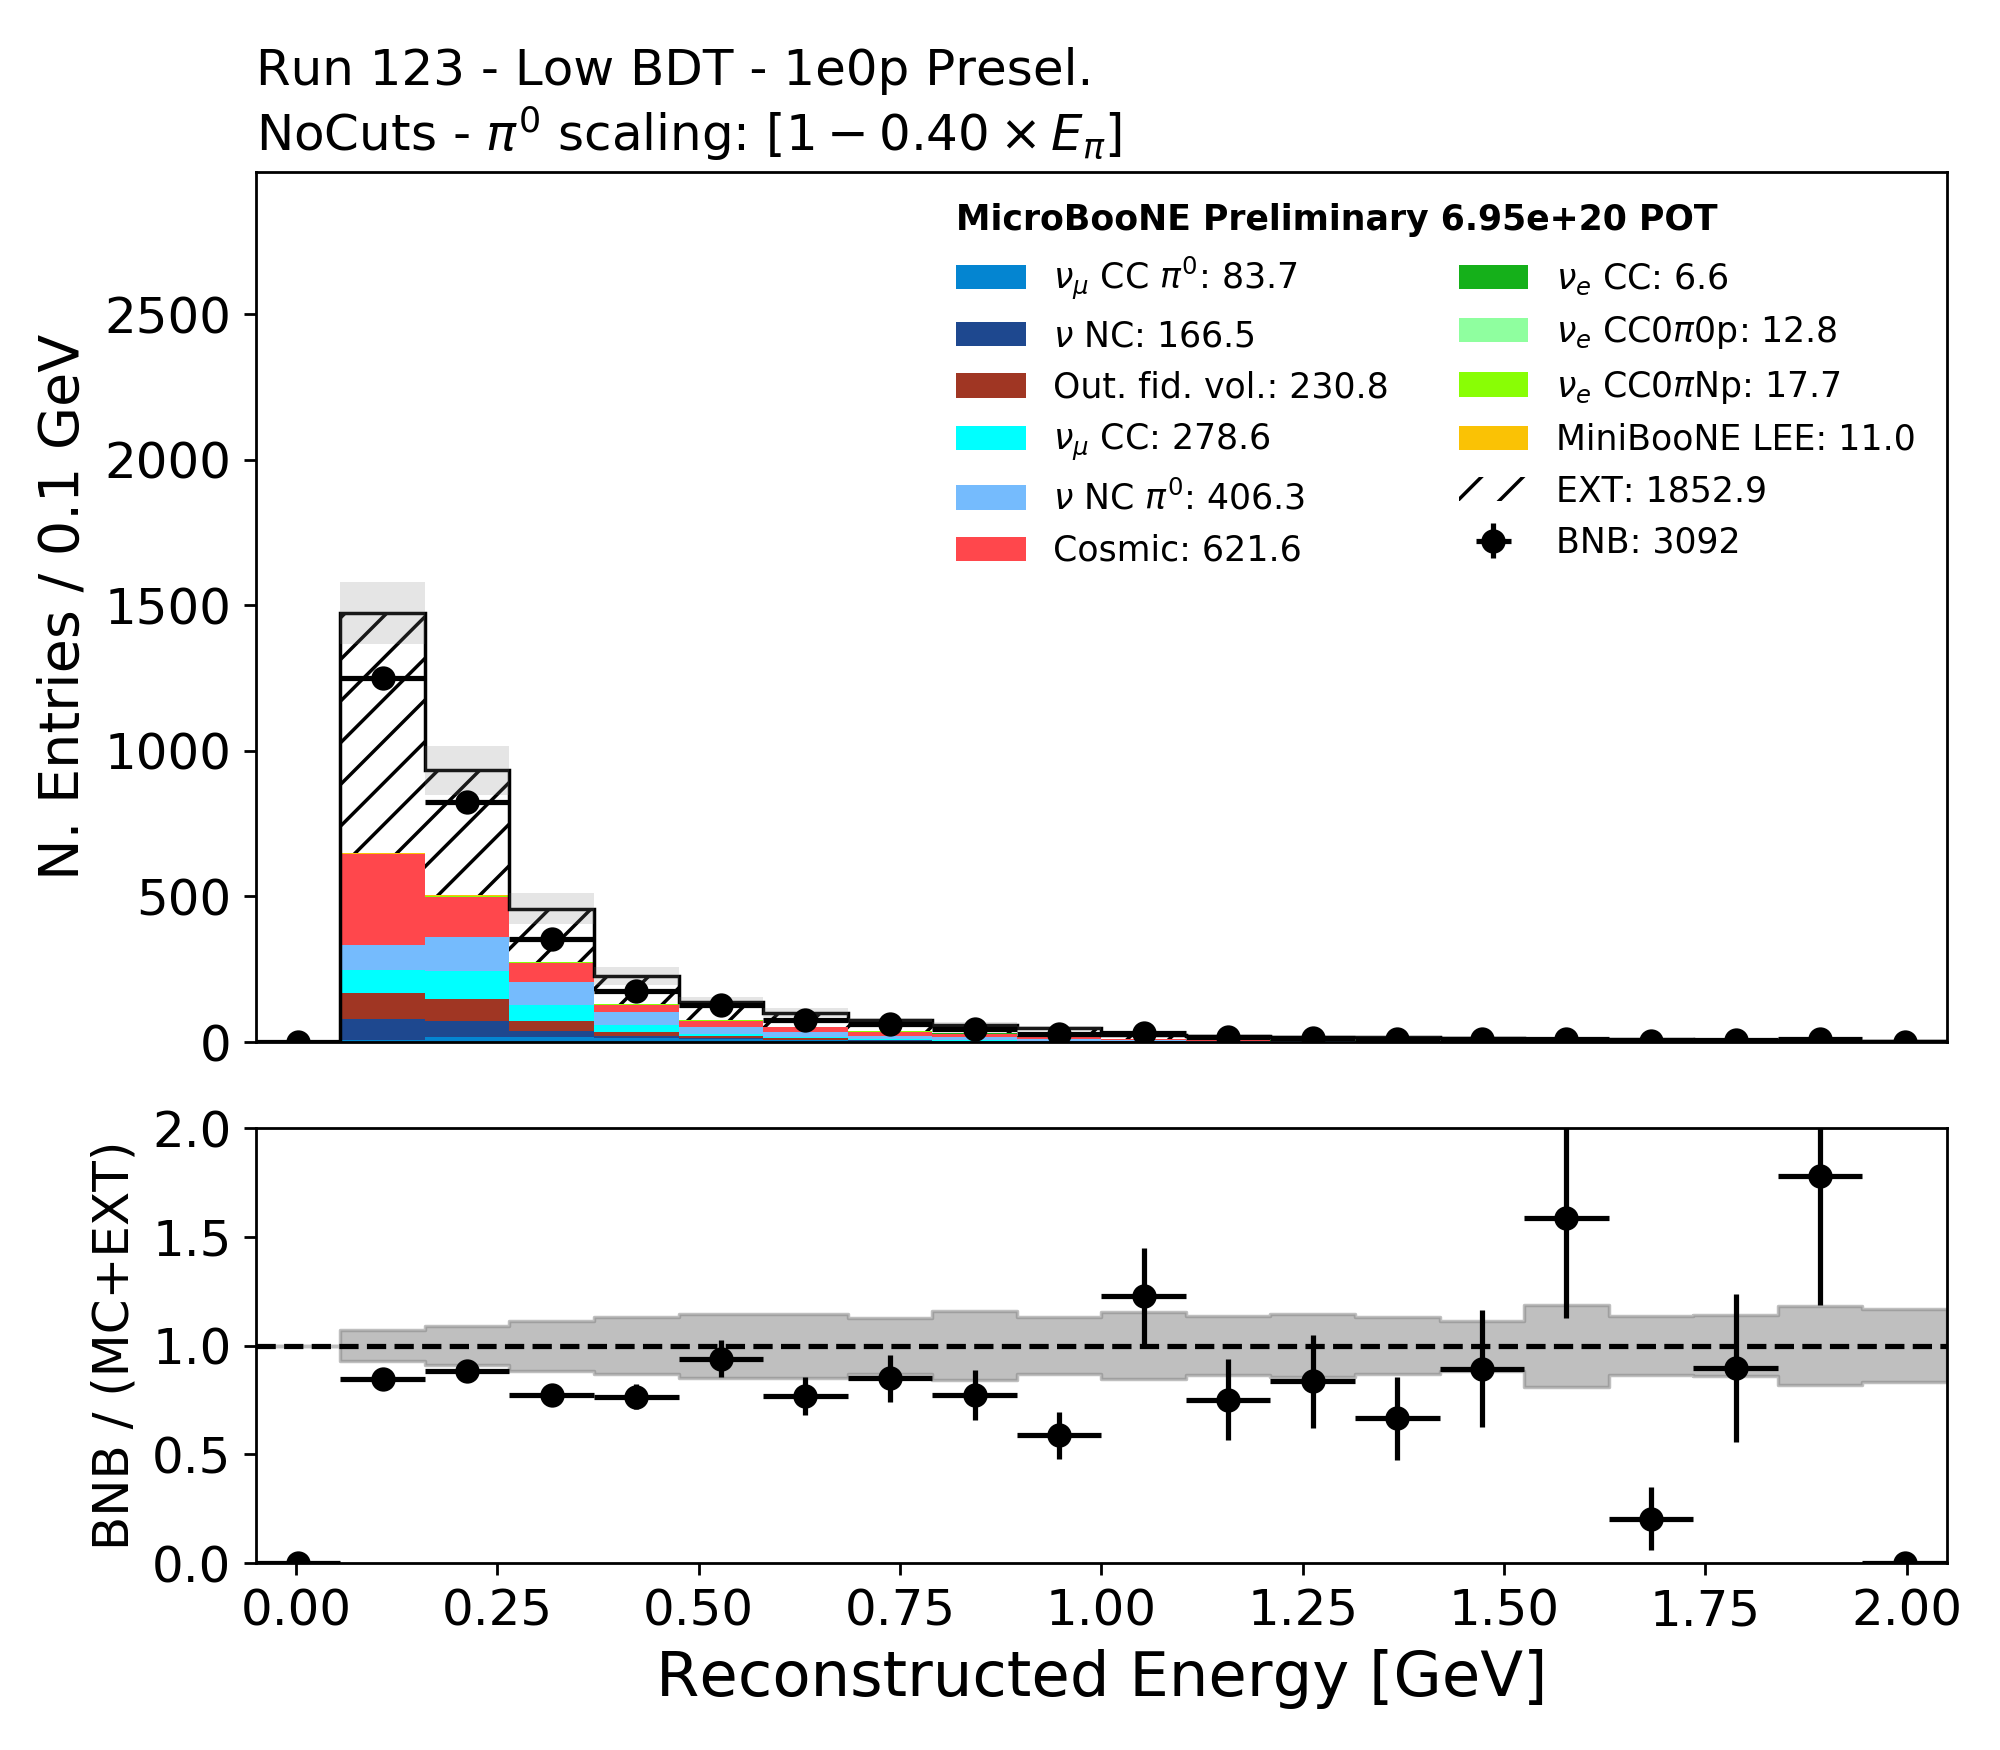 Run 123 - Low BDT - 1e0p Presel.
NoCuts - π⁰ scaling: [1 − 0.40 × E_π]
MicroBooNE Preliminary 6.95e+20 POT
ν_μ CC π⁰: 83.7
ν NC: 166.5
Out. fid. vol.: 230.8
ν_μ CC: 278.6
ν NC π⁰: 406.3
Cosmic: 621.6
ν_e CC: 6.6
ν_e CC0π0p: 12.8
ν_e CC0πNp: 17.7
MiniBooNE LEE: 11.0
EXT: 1852.9
BNB: 3092
N. Entries / 0.1 GeV
2500
2000
1500
1000
500
0
BNB / (MC+EXT)
2.0
1.5
1.0
0.5
0.0
0.00 0.25 0.50 0.75 1.00 1.25 1.50 1.75 2.00
Reconstructed Energy [GeV]